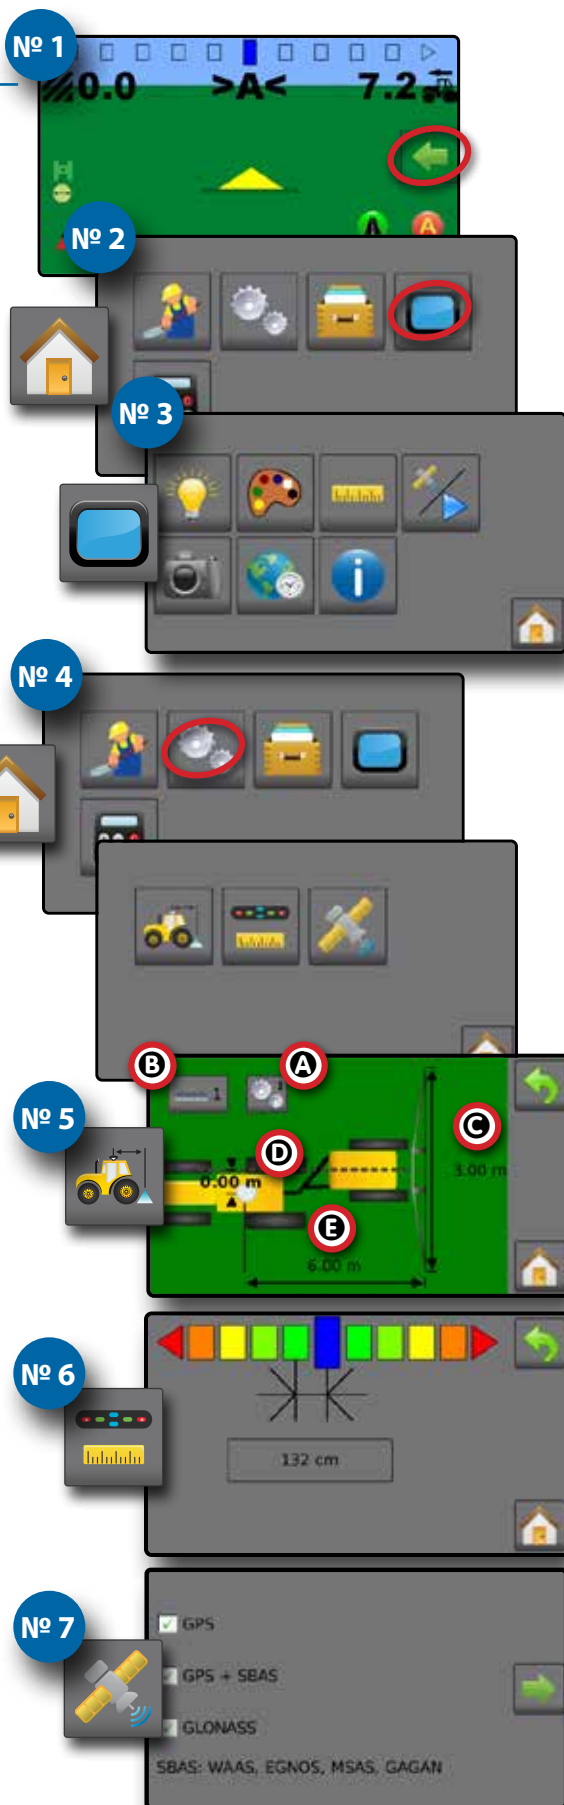 Nº 1
0.0 >A< 7.2
A A
Nº 2
Nº 3
i
Nº 4
Nº 5
B A
1
C
D
3.00 m
0.00 m
E
6.00 m
Nº 6
132 cm
Nº 7
GPS
GPS + SBAS
GLONASS
SBAS: WAAS, EGNOS, MSAS, GAGAN